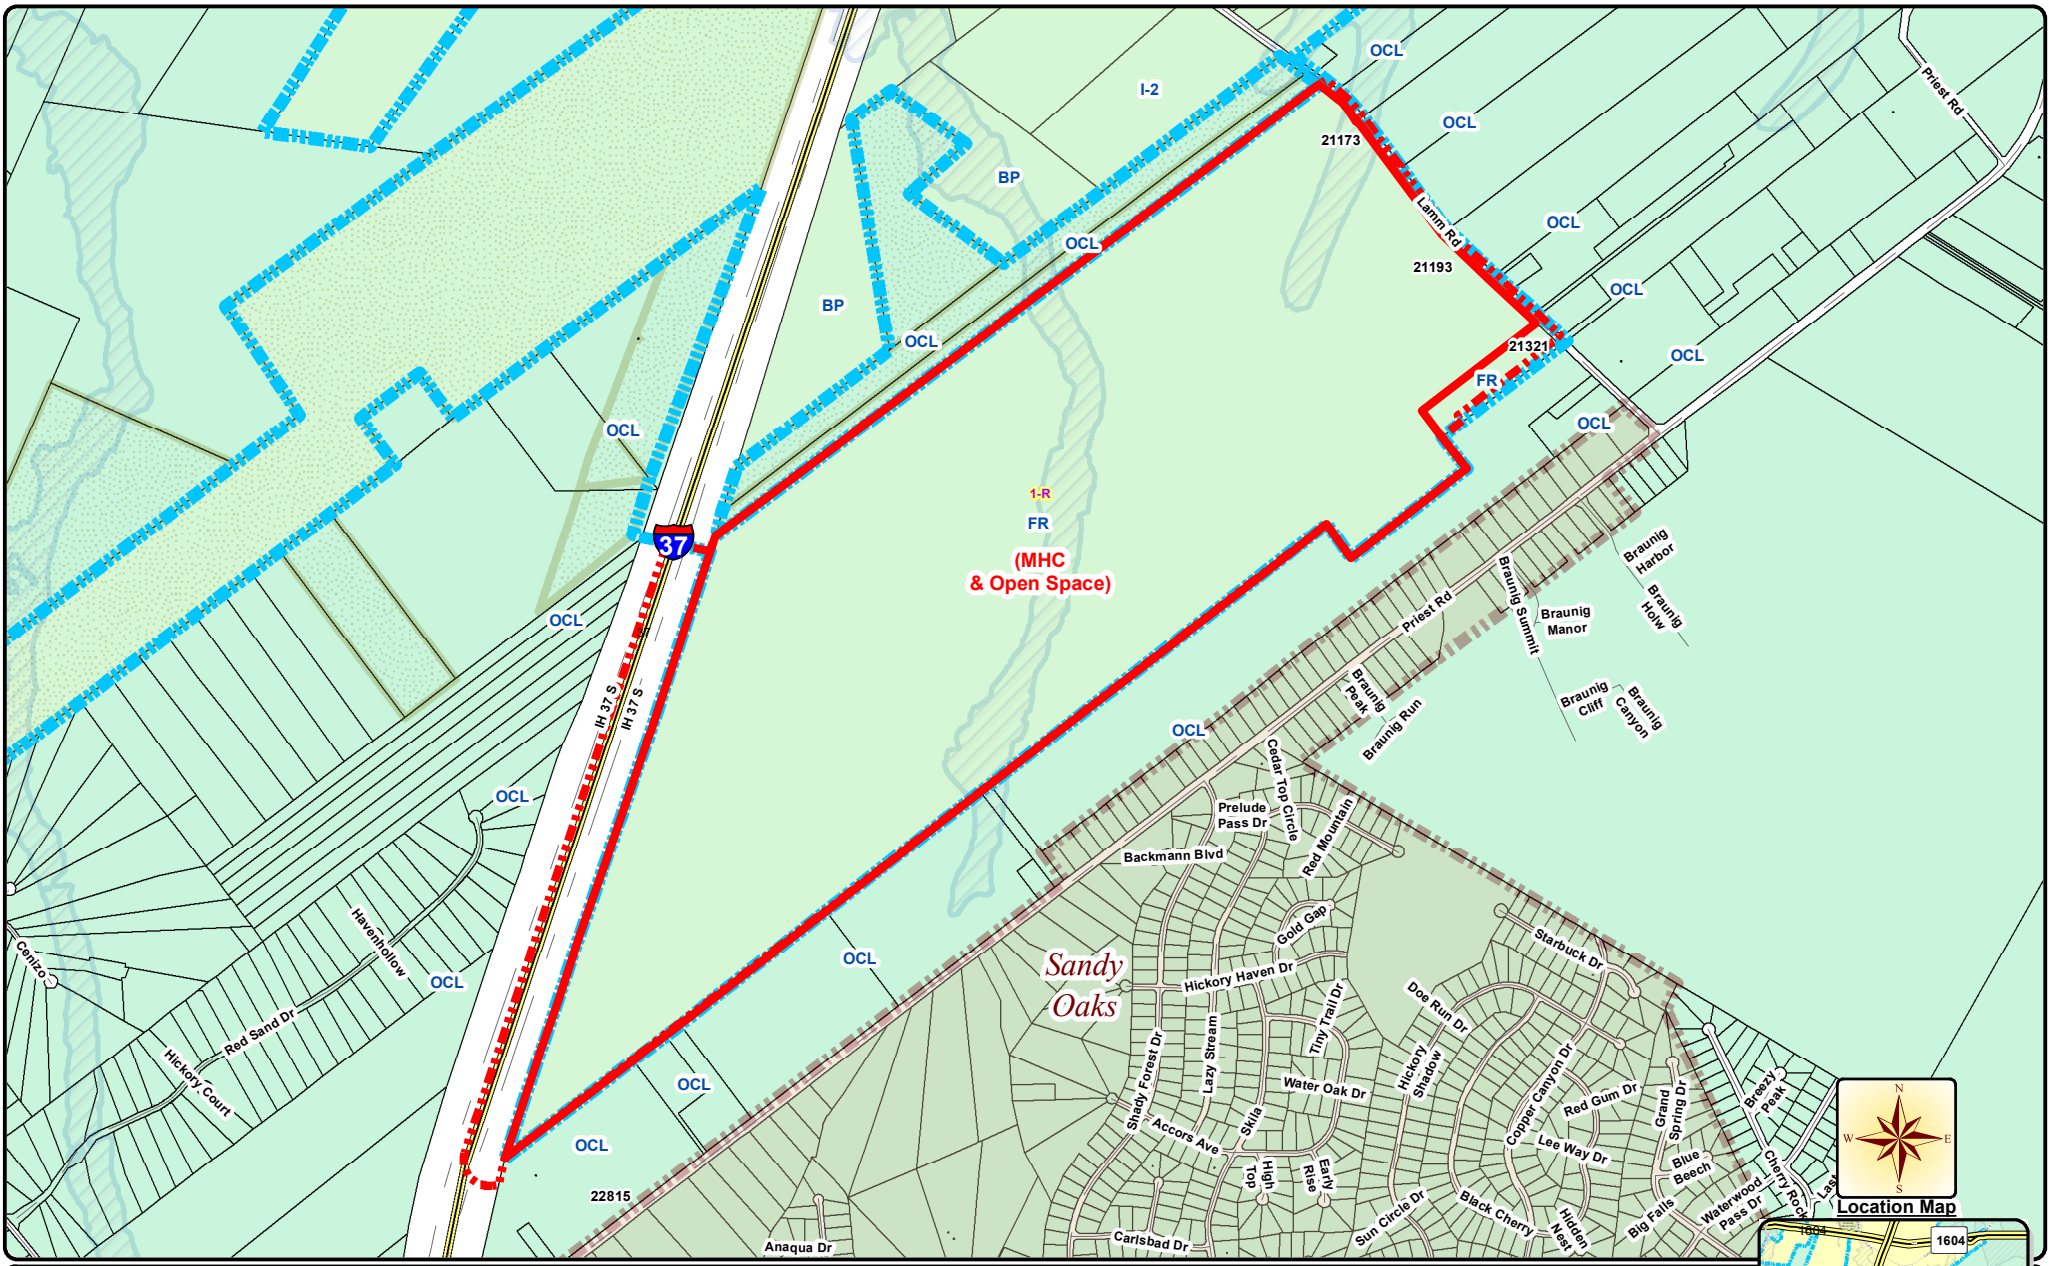 OCL
I-2
Priest Rd
OCL
21173
BP
Lamm Rd
OCL
OCL
21193
BP
OCL
OCL
21321
OCL
FR
OCL
OCL
1-R
FR
(MHC
& Open Space)
37
Braunig
Harbor
Braunig Summit
Braunig
Holw
Braunig
Manor
Priest Rd
OCL
IH 37 S
IH 37 S
Braunig
Peak
Braunig
Cliff
Braunig
Canyon
Braunig Run
OCL
OCL
Cedar Top Circle
Prelude
Pass Dr
Red Mountain
Backmann Blvd
Gold Gap
Havenhollow
Starbuck Dr
Cenizo
OCL
OCL
Sandy
Oaks
Hickory Haven Dr
Doe Run Dr
Tiny Trail Dr
Red Sand Dr
Hickory Court
Shady Forest Dr
Lazy Stream
Hickory
Shadow
Copper Canyon Dr
OCL
Water Oak Dr
Red Gum Dr
Grand
Spring Dr
Breezy
Peak
N
W
E
S
Skila
Accors Ave
Lee Way Dr
OCL
Blue
Beech
High
Top
Early
Rise
22815
Cherry Rock
Las
Waterwood
Pass Dr
Location Map
Sun Circle Dr
Black Cherry
Hidden
Nest
Big Falls
Anaqua Dr
Carlsbad Dr
1604
1604